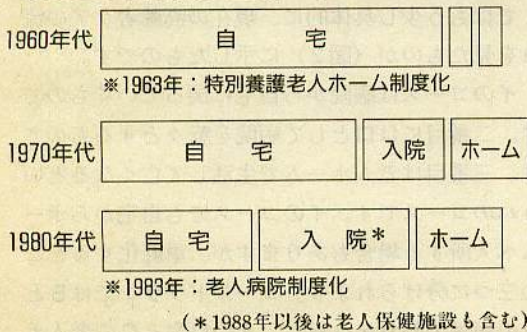 1960年代 自宅
※1963年：特別養護老人ホーム制度化
1970年代 自宅 入院 ホーム
1980年代 自宅 入院* ホーム
※1983年：老人病院制度化
(*1988年以後は老人保健施設も含む)